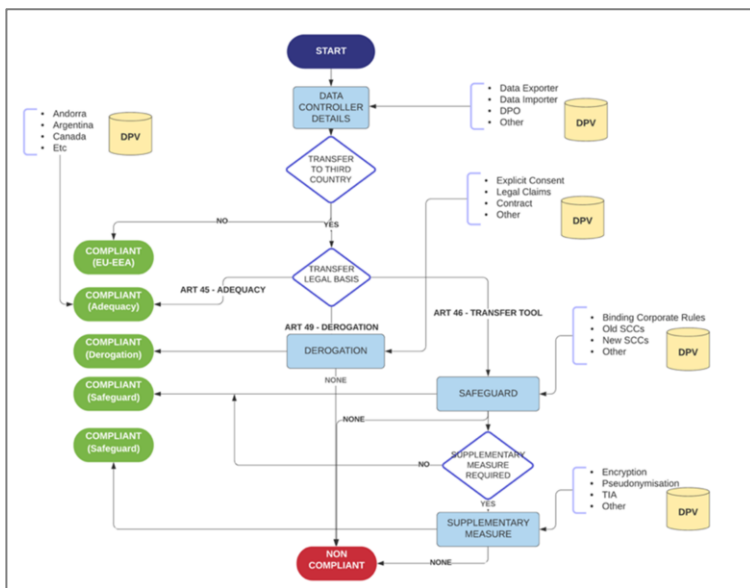 START
DATA
CONTROLLER
DETAILS
• Data Exporter
• Data Importer
• DPO
• Other
DPV
• Andorra
• Argentina
• Canada
• Etc
DPV
TRANSFER
TO THIRD
COUNTRY
• Explicit Consent
• Legal Claims
• Contract
• Other
DPV
NO
YES
COMPLIANT
(EU-EEA)
TRANSFER
LEGAL BASIS
ART 45 - ADEQUACY
COMPLIANT
(Adequacy)
ART 49 - DEROGATION
ART 46 - TRANSFER TOOL
• Binding Corporate Rules
• Old SCCs
• New SCCs
• Other
DPV
COMPLIANT
(Derogation)
DEROGATION
NONE
COMPLIANT
(Safeguard)
SAFEGUARD
NONE
COMPLIANT
(Safeguard)
SUPPLEMENTARY
MEASURE
REQUIRED
NO
YES
• Encryption
• Pseudonymisation
• TIA
• Other
DPV
SUPPLEMENTARY
MEASURE
NONE
NON
COMPLIANT